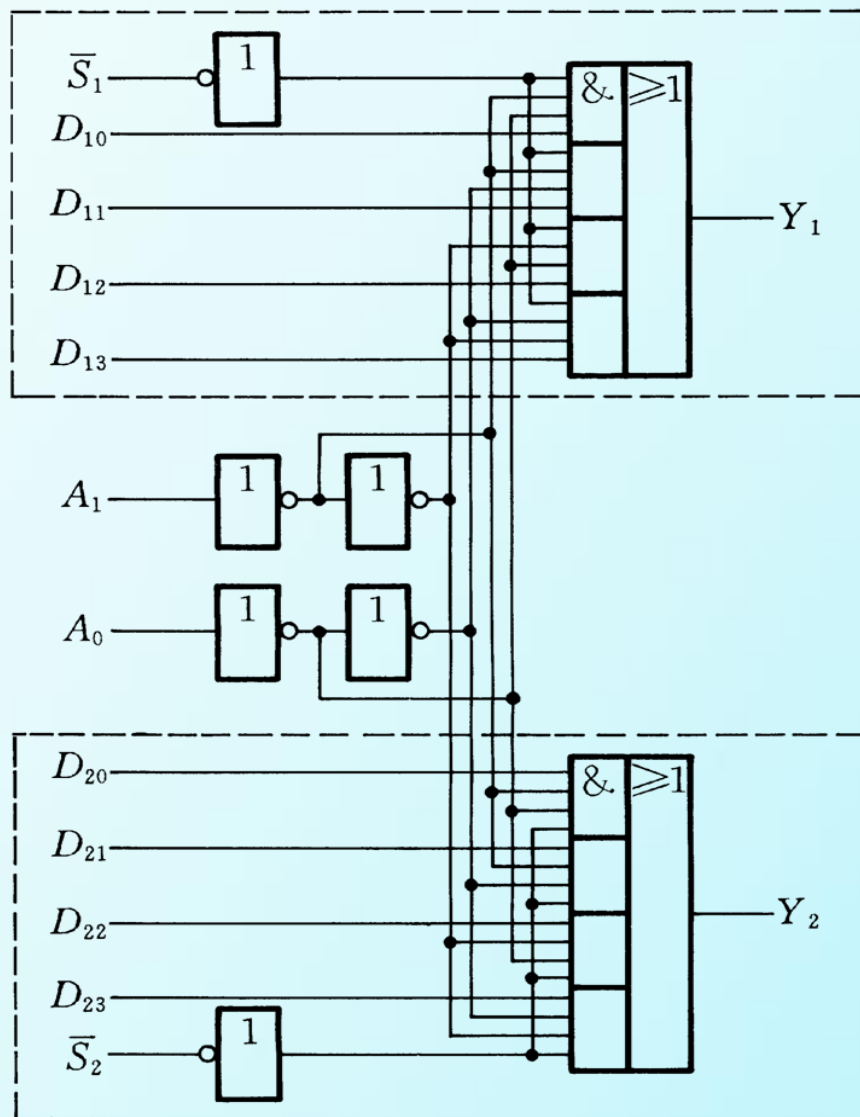 1
S̅₁
& ≥1
D₁₀
D₁₁
Y₁
D₁₂
D₁₃
1 1
A₁
1 1
A₀
D₂₀
& ≥1
D₂₁
D₂₂
Y₂
D₂₃
1
S̅₂